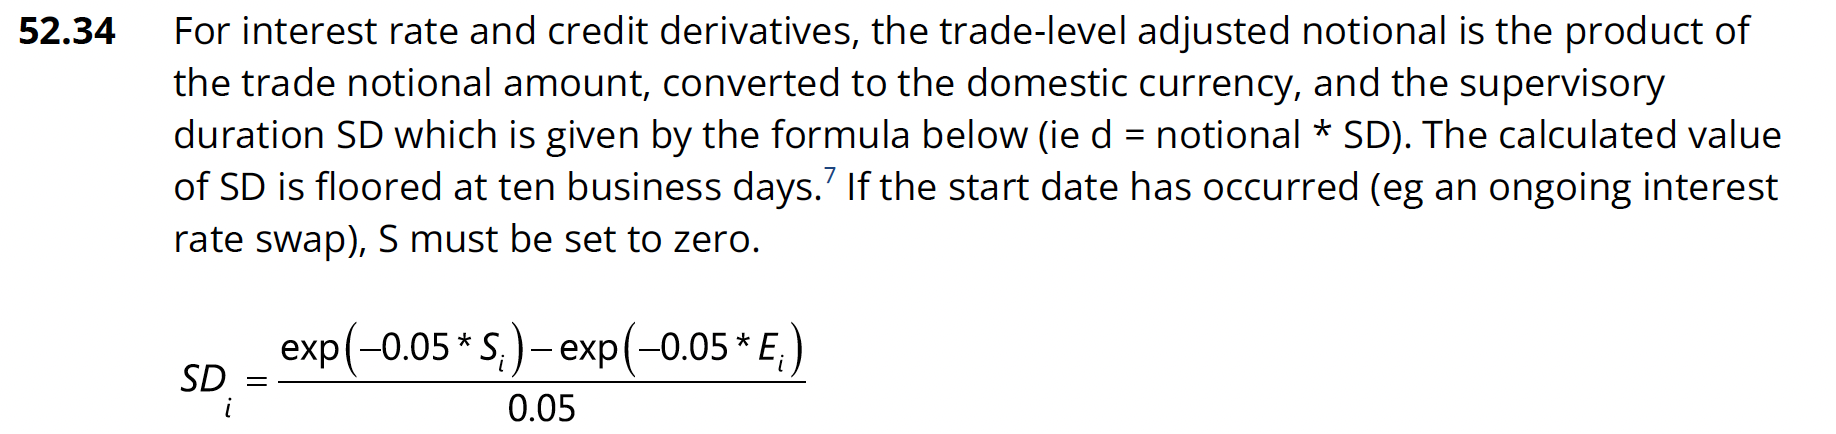 52.34 For interest rate and credit derivatives, the trade-level adjusted notional is the product of
the trade notional amount, converted to the domestic currency, and the supervisory
duration SD which is given by the formula below (ie d = notional * SD). The calculated value
of SD is floored at ten business days.⁷ If the start date has occurred (eg an ongoing interest
rate swap), S must be set to zero.
SD_i = (exp(−0.05 * S_i) − exp(−0.05 * E_i)) / 0.05